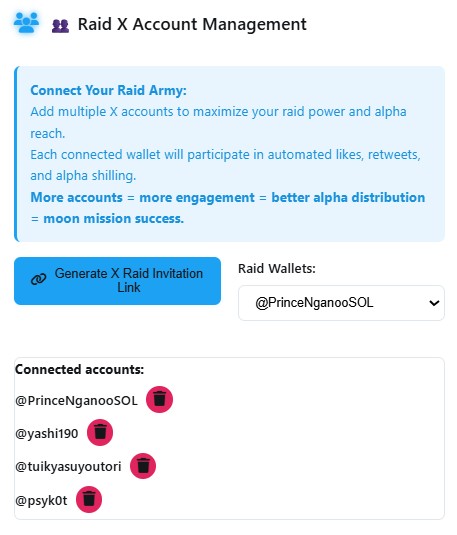 Raid X Account Management
Connect Your Raid Army:
Add multiple X accounts to maximize your raid power and alpha
reach.
Each connected wallet will participate in automated likes, retweets,
and alpha shilling.
More accounts = more engagement = better alpha distribution
= moon mission success.
Generate X Raid Invitation
Link
Raid Wallets:
@PrinceNganooSOL
Connected accounts:
@PrinceNganooSOL
@yashi190
@tuikyasuyoutori
@psyk0t